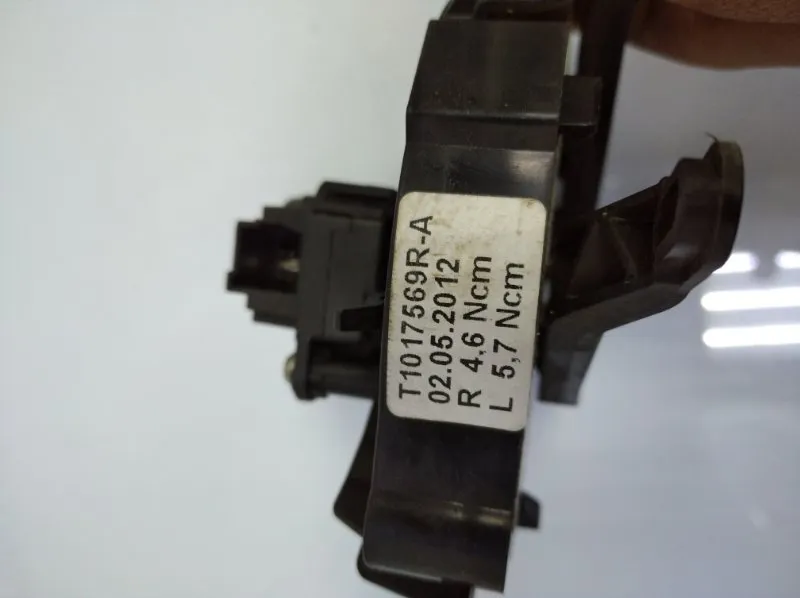 T1017569R-A
02.05.2012
R 4,6 Ncm
L 5,7 Ncm